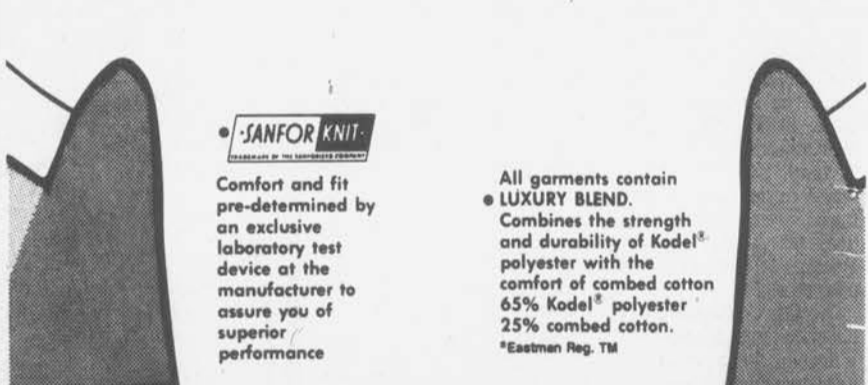 • ·SANFOR KNIT·
TRADEMARK OF THE SANFORIZED COMPANY
Comfort and fit
pre-determined by
an exclusive
laboratory test
device at the
manufacturer to
assure you of
superior
performance
All garments contain
• LUXURY BLEND.
Combines the strength
and durability of Kodel®
polyester with the
comfort of combed cotton
65% Kodel® polyester
25% combed cotton.
®Eastman Reg. TM